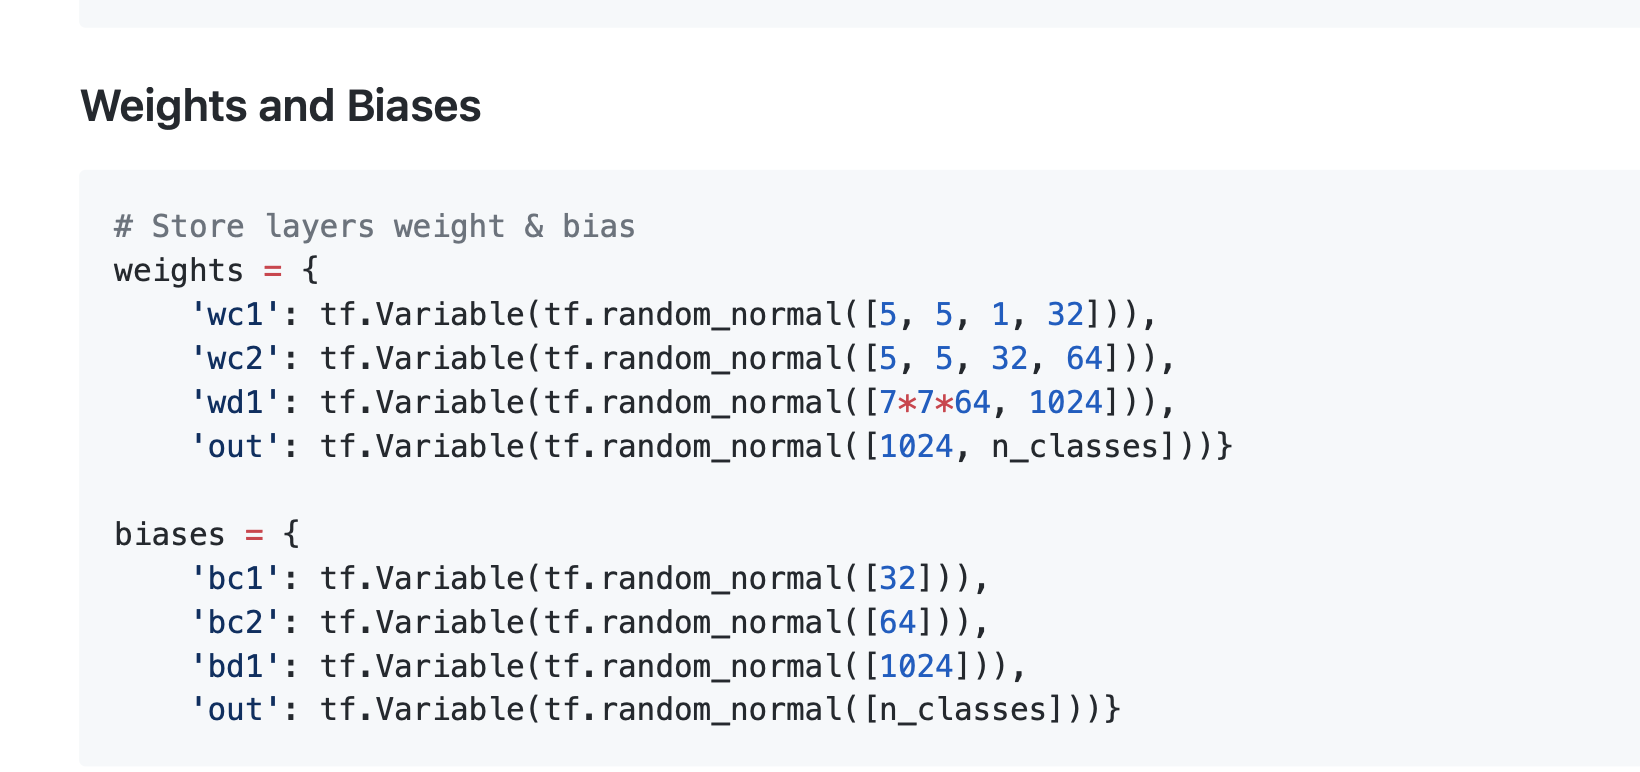 Weights and Biases
# Store layers weight & bias
weights = {
    'wc1': tf.Variable(tf.random_normal([5, 5, 1, 32])),
    'wc2': tf.Variable(tf.random_normal([5, 5, 32, 64])),
    'wd1': tf.Variable(tf.random_normal([7*7*64, 1024])),
    'out': tf.Variable(tf.random_normal([1024, n_classes]))}
biases = {
    'bc1': tf.Variable(tf.random_normal([32])),
    'bc2': tf.Variable(tf.random_normal([64])),
    'bd1': tf.Variable(tf.random_normal([1024])),
    'out': tf.Variable(tf.random_normal([n_classes]))}